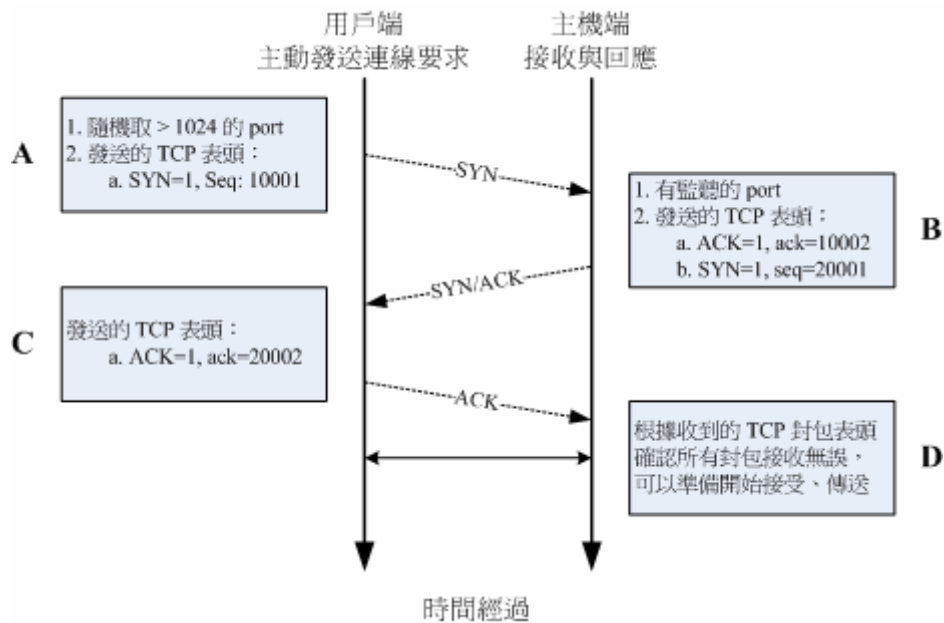 用戶端
主動發送連線要求
主機端
接收與回應
A
1. 隨機取 > 1024 的 port
2. 發送的 TCP 表頭：
a. SYN=1, Seq: 10001
SYN
1. 有監聽的 port
2. 發送的 TCP 表頭：
a. ACK=1, ack=10002
b. SYN=1, seq=20001
B
SYN/ACK
C
發送的 TCP 表頭：
a. ACK=1, ack=20002
ACK
根據收到的 TCP 封包表頭
確認所有封包接收無誤，
可以準備開始接受、傳送
D
時間經過